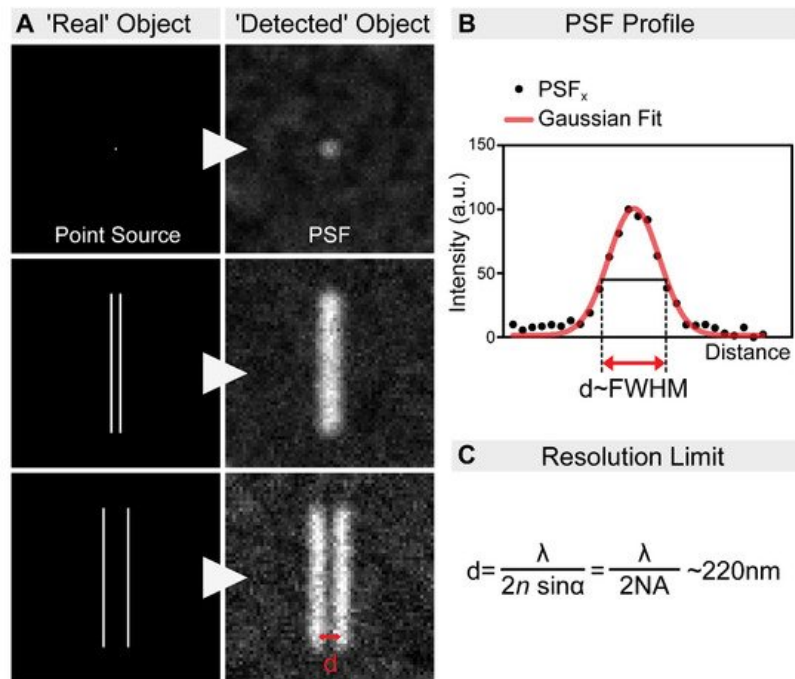 A 'Real' Object
'Detected' Object
Point Source
PSF
d
B PSF Profile
PSFx
Gaussian Fit
150
100
50
0
Intensity (a.u.)
Distance
d~FWHM
C Resolution Limit
d= λ / 2n sinα = λ / 2NA ~220nm